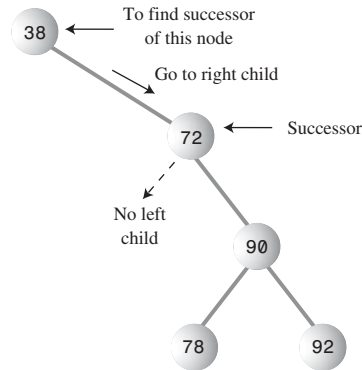 38
To find successor
of this node
Go to right child
72
Successor
No left
child
90
78
92